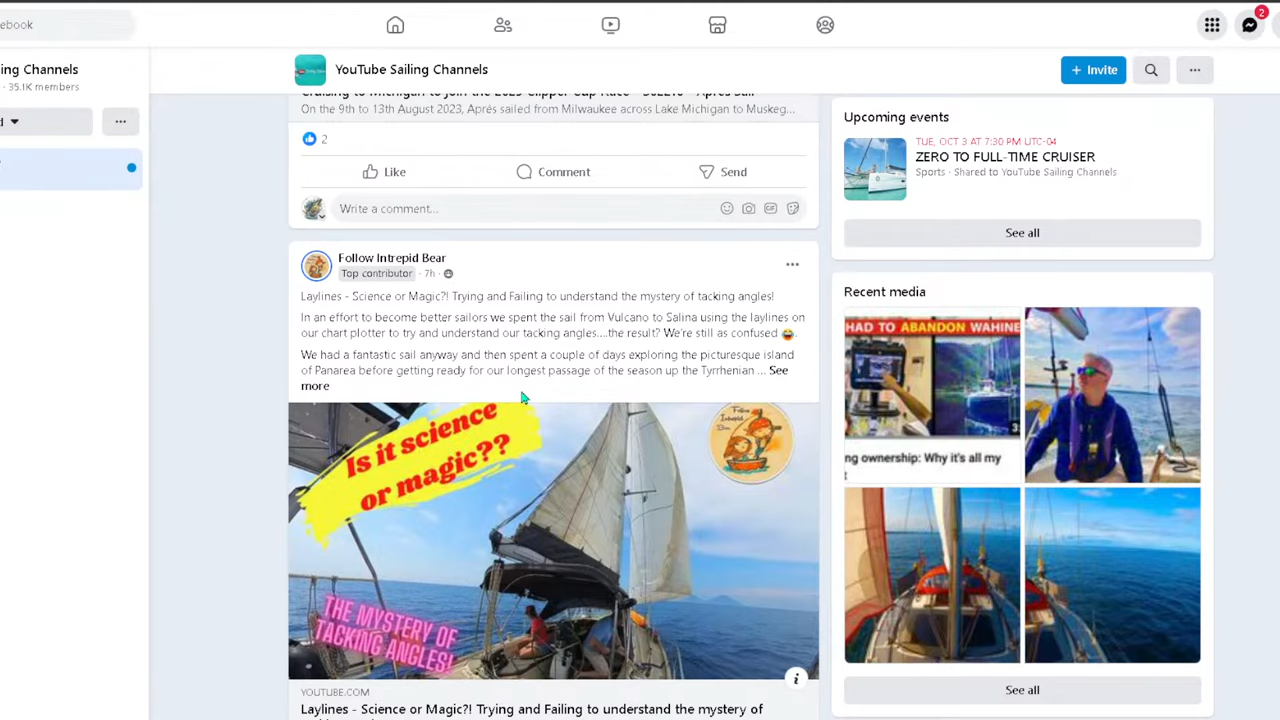 ebook
2
ing Channels
35.1K members
YouTube Sailing Channels
+ Invite
On the 9th to 13th August 2023, Après sailed from Milwaukee across Lake Michigan to Muskeg...
2
Like
Comment
Send
Write a comment...
GIF
Follow Intrepid Bear
Top contributor · 7h ·
Laylines - Science or Magic?! Trying and Failing to understand the mystery of tacking angles!
In an effort to become better sailors we spent the sail from Vulcano to Salina using the laylines on
our chart plotter to try and understand our tacking angles....the result? We're still as confused 😂.
We had a fantastic sail anyway and then spent a couple of days exploring the picturesque island
of Panarea before getting ready for our longest passage of the season up the Tyrrhenian ... See
more
Is it science
or magic??
Follow Intrepid
Bear
THE MYSTERY OF
TACKING ANGLES!
YOUTUBE.COM
Laylines - Science or Magic?! Trying and Failing to understand the mystery of
Upcoming events
TUE, OCT 3 AT 7:30 PM UTC-04
ZERO TO FULL-TIME CRUISER
Sports · Shared to YouTube Sailing Channels
See all
Recent media
HAD TO ABANDON WAHINE
ng ownership: Why it's all my
See all